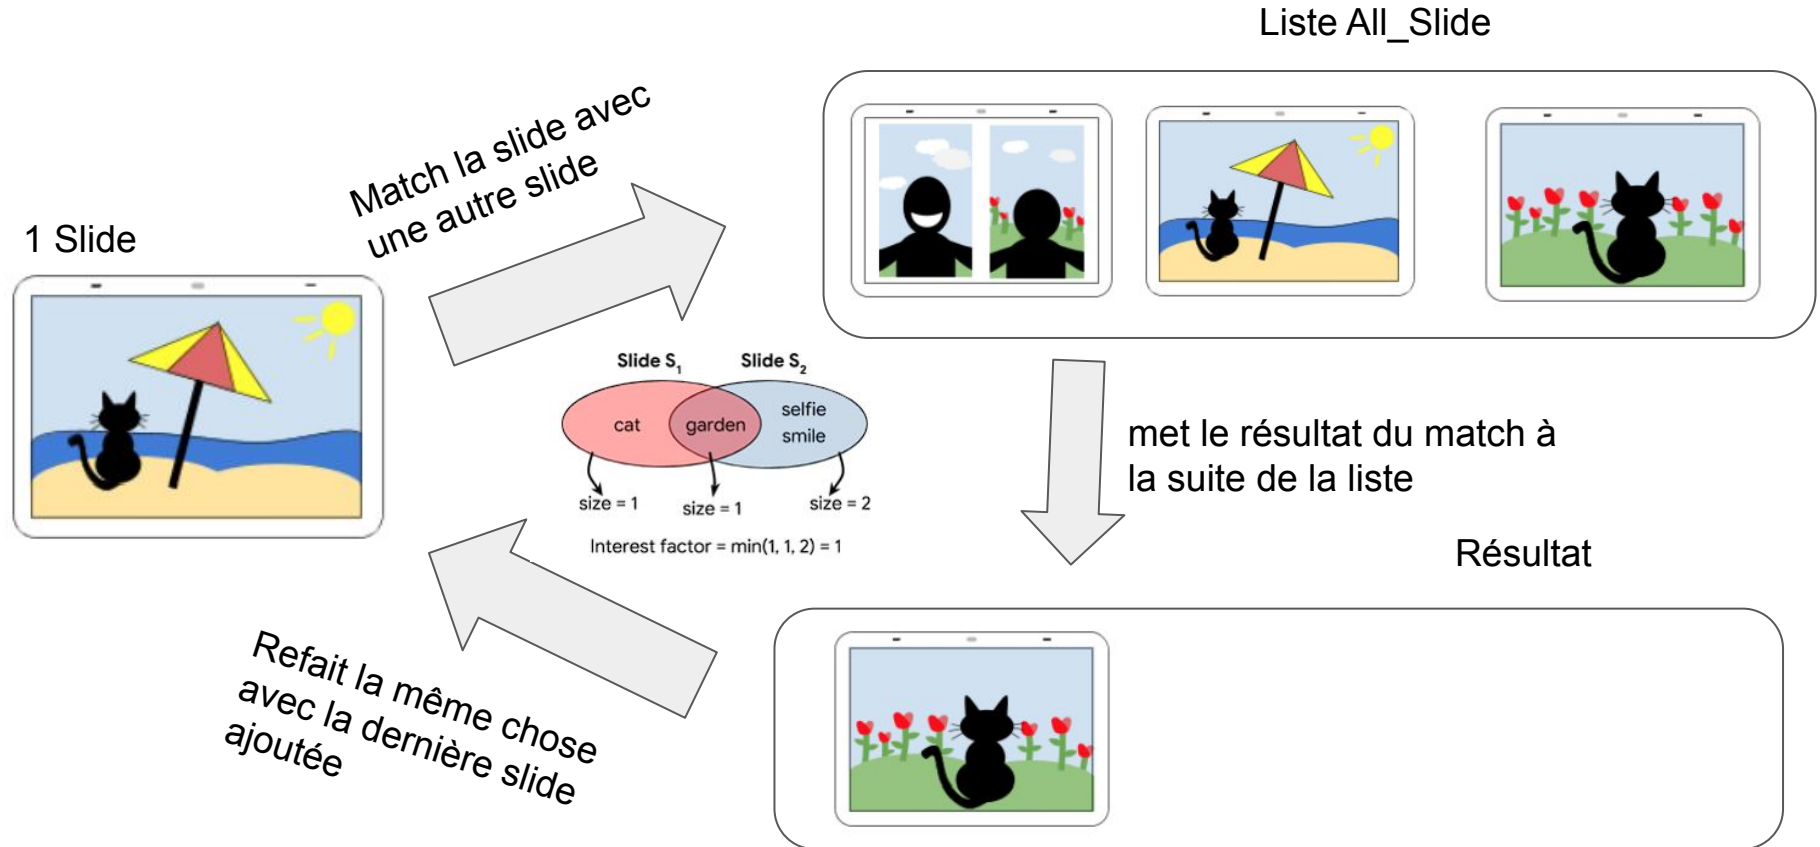 Liste All_Slide
Match la slide avec
une autre slide
1 Slide
Slide S1 Slide S2
cat garden selfie
smile
size = 1 size = 1 size = 2
Interest factor = min(1, 1, 2) = 1
met le résultat du match à
la suite de la liste
Résultat
Refait la même chose
avec la dernière slide
ajoutée